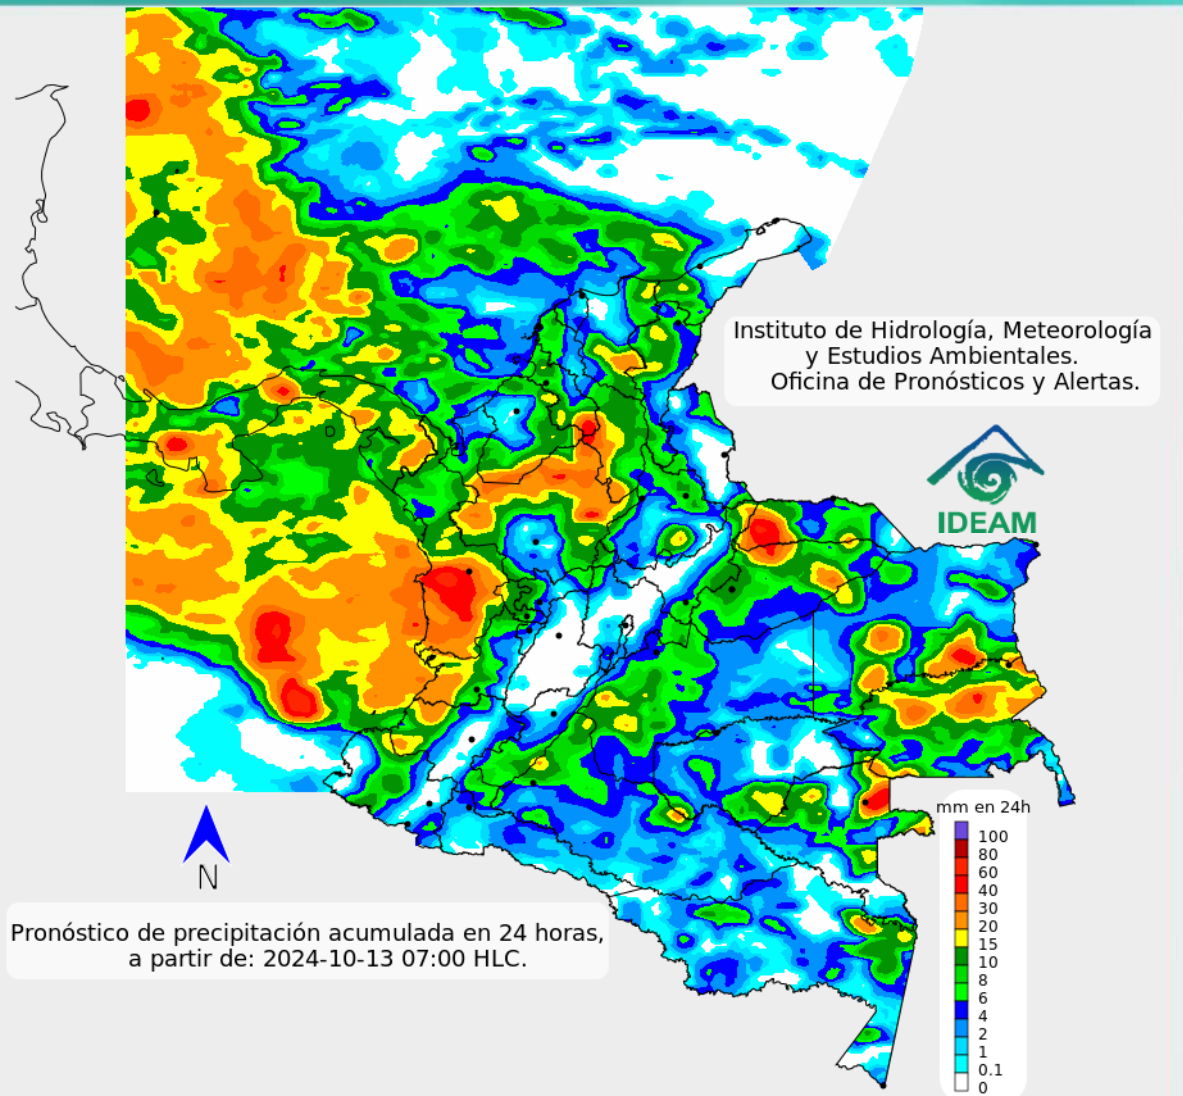 Instituto de Hidrología, Meteorología
y Estudios Ambientales.
Oficina de Pronósticos y Alertas.
IDEAM
mm en 24h
100
80
60
40
30
20
15
10
8
6
4
2
1
0.1
0
N
Pronóstico de precipitación acumulada en 24 horas,
a partir de: 2024-10-13 07:00 HLC.